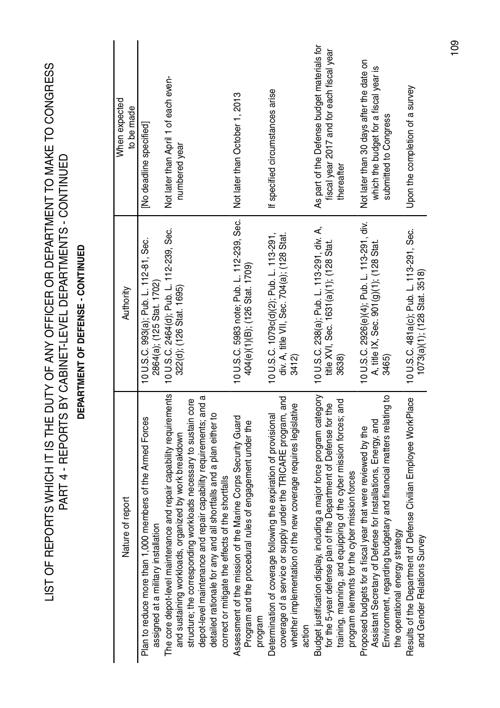 LIST OF REPORTS WHICH IT IS THE DUTY OF ANY OFFICER OR DEPARTMENT TO MAKE TO CONGRESS
PART 4 - REPORTS BY CABINET-LEVEL DEPARTMENTS - CONTINUED
DEPARTMENT OF DEFENSE - CONTINUED
Nature of report
Authority
When expected
to be made
Plan to reduce more than 1,000 members of the Armed Forces
assigned at a military installation
10 U.S.C. 993(a); Pub. L. 112-81, Sec.
2864(a); (125 Stat. 1702)
[No deadline specified]
The core depot-level maintenance and repair capability requirements
and sustaining workloads, organized by work breakdown
structure; the corresponding workloads necessary to sustain core
depot-level maintenance and repair capability requirements; and a
detailed rationale for any and all shortfalls and a plan either to
correct or mitigate the effects of the shortfalls
10 U.S.C. 2464(d); Pub. L. 112-239, Sec.
322(d); (126 Stat. 1695)
Not later than April 1 of each even-
numbered year
Assessment of the mission of the Marine Corps Security Guard
Program and the procedural rules of engagement under the
program
10 U.S.C. 5983 note; Pub. L. 112-239, Sec.
404(e)(1)(B); (126 Stat. 1709)
Not later than October 1, 2013
Determination of coverage following the expiration of provisional
coverage of a service or supply under the TRICARE program, and
whether implementation of the new coverage requires legislative
action
10 U.S.C. 1079c(d)(2); Pub. L. 113-291,
div. A, title VII, Sec. 704(a); (128 Stat.
3412)
If specified circumstances arise
Budget justification display, including a major force program category
for the 5-year defense plan of the Department of Defense for the
training, manning, and equipping of the cyber mission forces; and
program elements for the cyber mission forces
10 U.S.C. 238(a); Pub. L. 113-291, div. A,
title XVI, Sec. 1631(a)(1); (128 Stat.
3638)
As part of the Defense budget materials for
fiscal year 2017 and for each fiscal year
thereafter
Proposed budgets for a fiscal year that were reviewed by the
Assistant Secretary of Defense for Installations, Energy, and
Environment, regarding budgetary and financial matters relating to
the operational energy strategy
10 U.S.C. 2926(e)(4); Pub. L. 113-291, div.
A, title IX, Sec. 901(g)(1); (128 Stat.
3465)
Not later than 30 days after the date on
which the budget for a fiscal year is
submitted to Congress
Results of the Department of Defense Civilian Employee WorkPlace
and Gender Relations Survey
10 U.S.C. 481a(c); Pub. L. 113-291, Sec.
1073(a)(1); (128 Stat. 3518)
Upon the completion of a survey
109